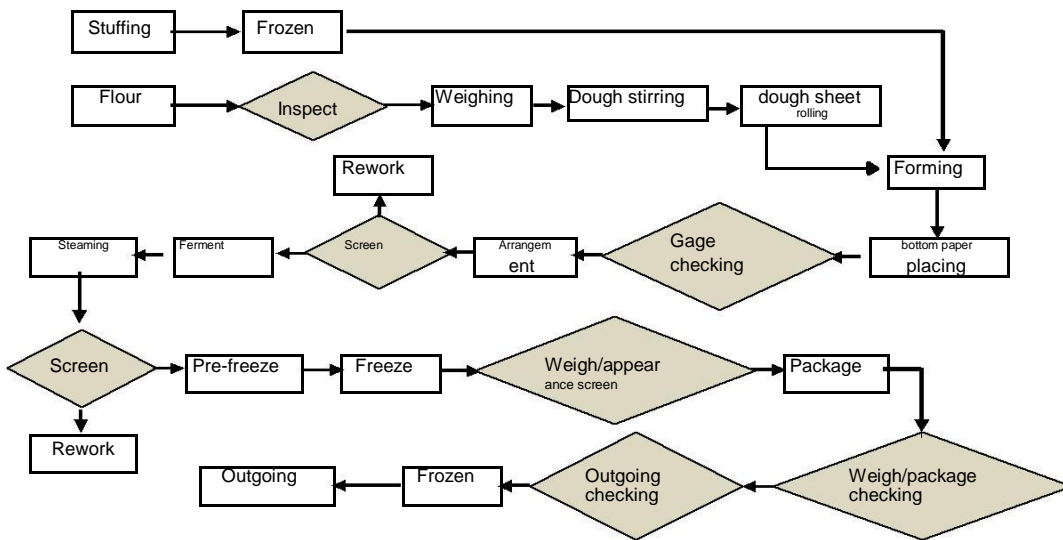 Stuffing
Frozen
Flour
Inspect
Weighing
Dough stirring
dough sheet
rolling
Rework
Forming
Steaming
Ferment
Screen
Arrangem
ent
Gage
checking
bottom paper
placing
Screen
Pre-freeze
Freeze
Weigh/appear
ance screen
Package
Rework
Outgoing
Frozen
Outgoing
checking
Weigh/package
checking